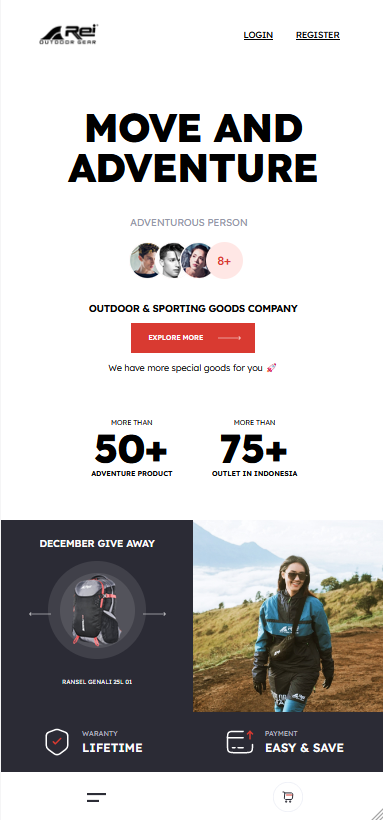 Rei
OUTDOOR GEAR
LOGIN REGISTER
MOVE AND
ADVENTURE
ADVENTUROUS PERSON
8+
OUTDOOR & SPORTING GOODS COMPANY
EXPLORE MORE
We have more special goods for you 🚀
MORE THAN
50+
ADVENTURE PRODUCT
MORE THAN
75+
OUTLET IN INDONESIA
DECEMBER GIVE AWAY
RANSEL GENALI 25L 01
WARANTY
LIFETIME
PAYMENT
EASY & SAVE